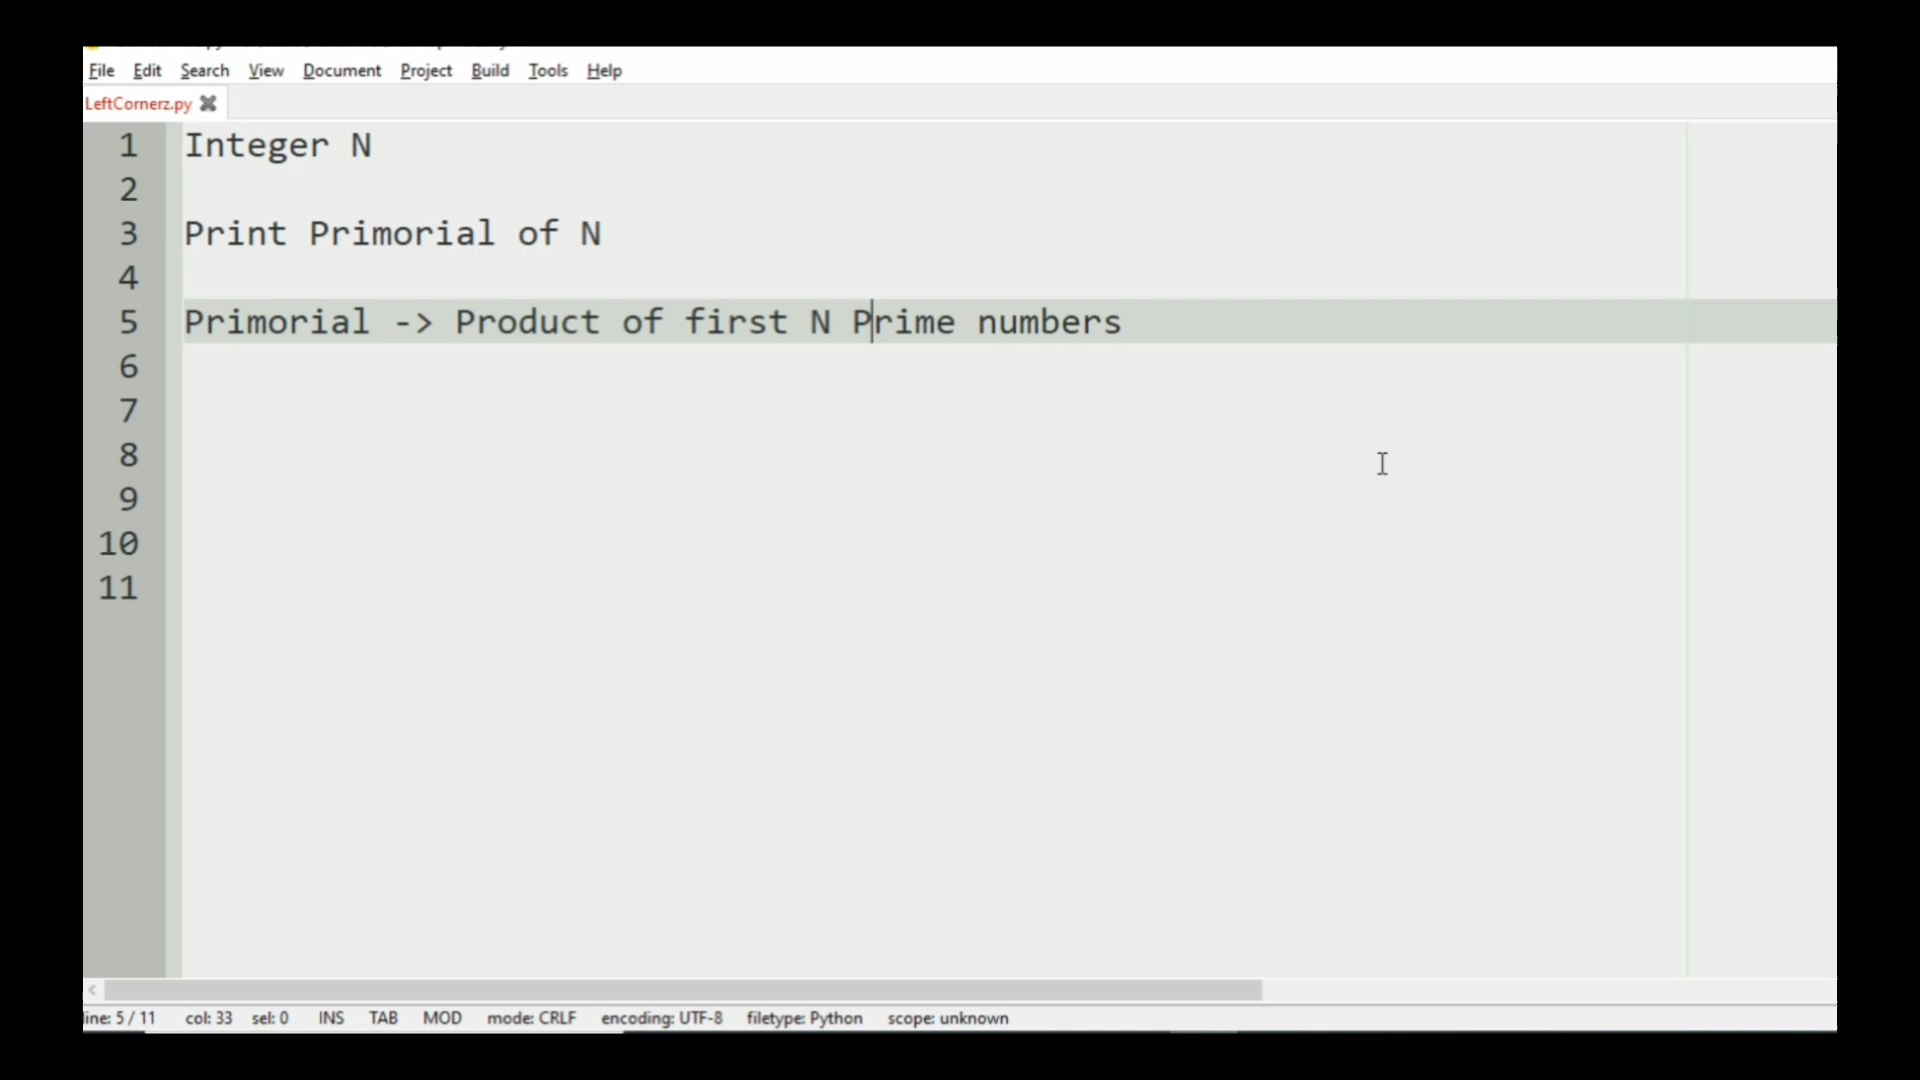 File Edit Search View Document Project Build Tools Help
LeftCornerz.py
1 Integer N
2
3 Print Primorial of N
4
5 Primorial -> Product of first N Prime numbers
6
7
8
9
10
11
line: 5 / 11 col: 33 sel: 0 INS TAB MOD mode: CRLF encoding: UTF-8 filetype: Python scope: unknown